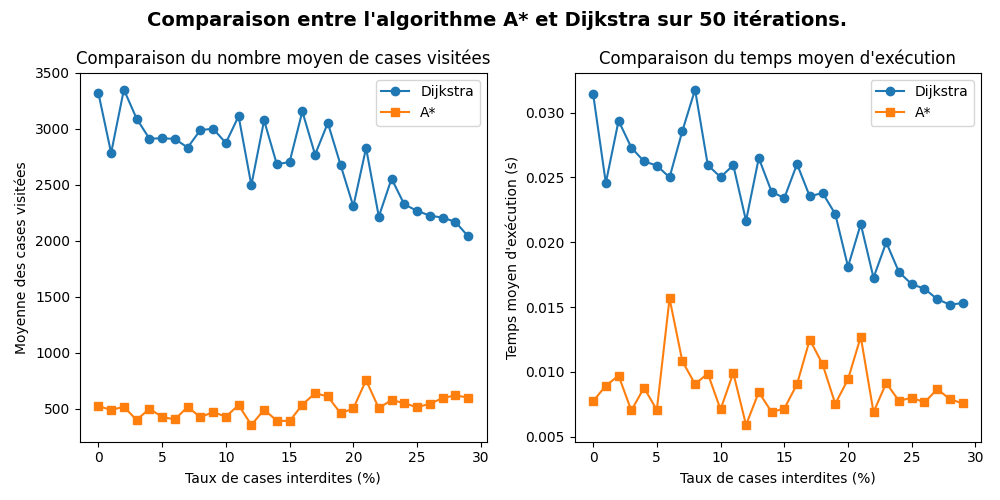 Comparaison entre l'algorithme A* et Dijkstra sur 50 itérations.
Comparaison du nombre moyen de cases visitées
Moyenne des cases visitées
3500
3000
2500
2000
1500
1000
500
Dijkstra
A*
0 5 10 15 20 25 30
Taux de cases interdites (%)
Comparaison du temps moyen d'exécution
Temps moyen d'exécution (s)
0.030
0.025
0.020
0.015
0.010
0.005
Dijkstra
A*
0 5 10 15 20 25 30
Taux de cases interdites (%)